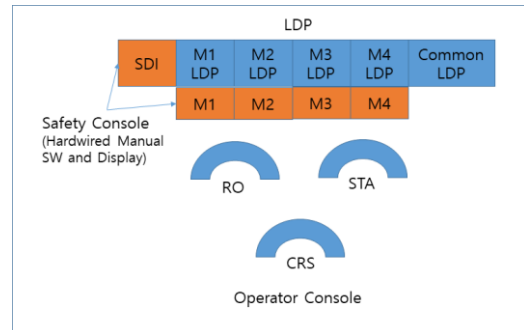 LDP
SDI
M1
LDP
M2
LDP
M3
LDP
M4
LDP
Common
LDP
M1
M2
M3
M4
Safety Console
(Hardwired Manual
SW and Display)
RO
STA
CRS
Operator Console